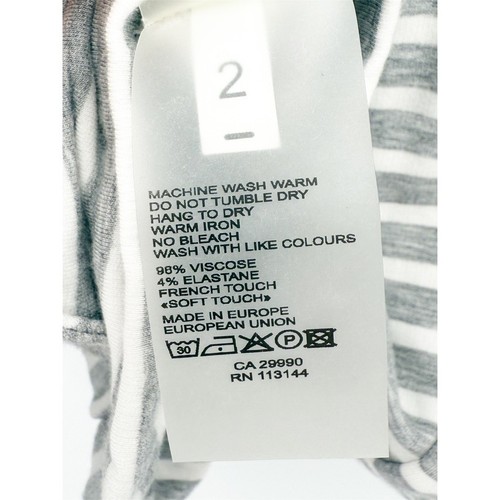 2
MACHINE WASH WARM
DO NOT TUMBLE DRY
HANG TO DRY
WARM IRON
NO BLEACH
WASH WITH LIKE COLOURS
96% VISCOSE
4% ELASTANE
FRENCH TOUCH
«SOFT TOUCH»
MADE IN EUROPE
EUROPEAN UNION
30 P
CA 29990
RN 113144